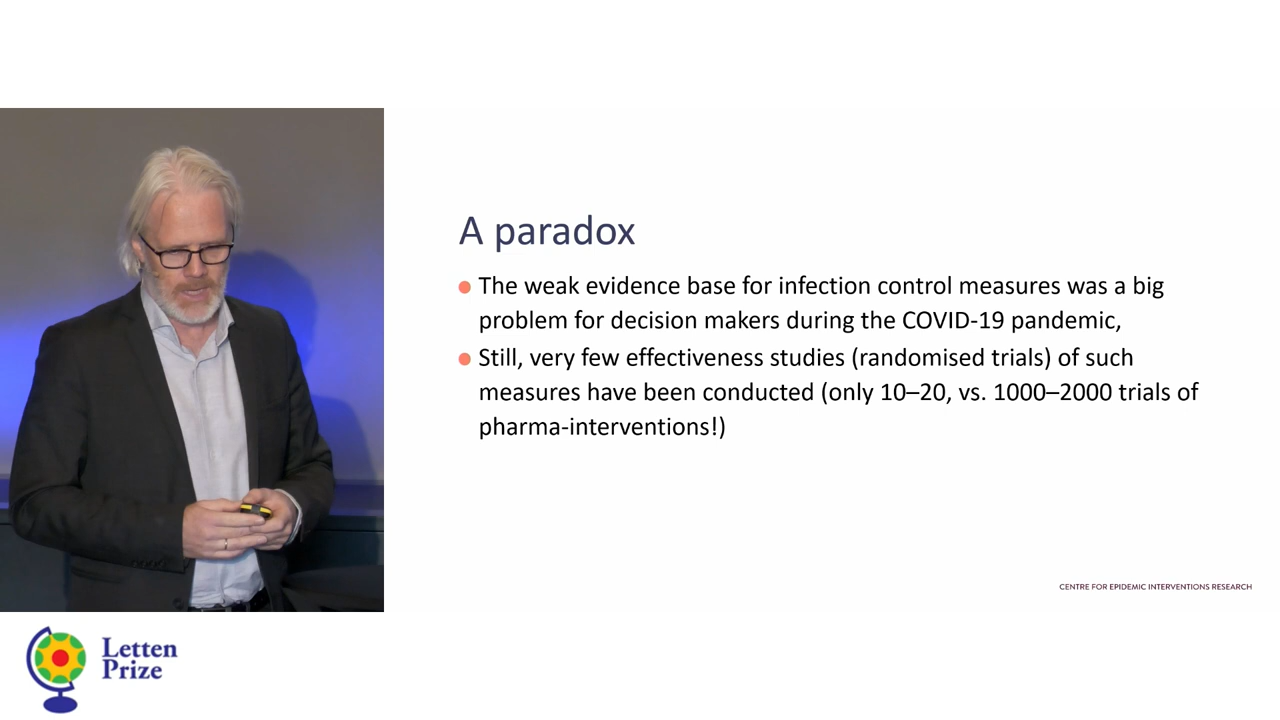 A paradox
The weak evidence base for infection control measures was a big
problem for decision makers during the COVID-19 pandemic,
Still, very few effectiveness studies (randomised trials) of such
measures have been conducted (only 10–20, vs. 1000–2000 trials of
pharma-interventions!)
CENTRE FOR EPIDEMIC INTERVENTIONS RESEARCH
Letten
Prize